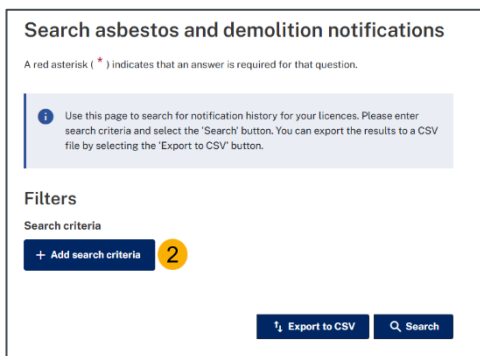 Search asbestos and demolition notifications
A red asterisk ( * ) indicates that an answer is required for that question.
Use this page to search for notification history for your licences. Please enter
search criteria and select the 'Search' button. You can export the results to a CSV
file by selecting the 'Export to CSV' button.
Filters
Search criteria
+ Add search criteria 2
Export to CSV Search